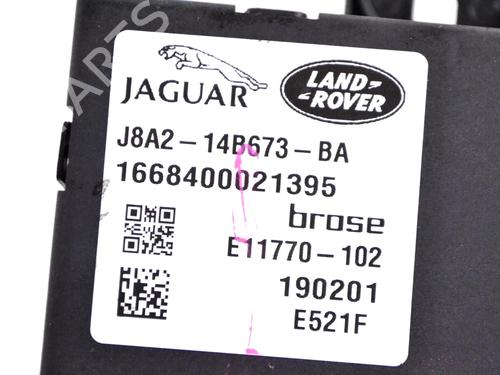 JAGUAR
LAND
ROVER
J8A2-14B673-BA
1668400021395
brose
E11770-102
190201
E521F